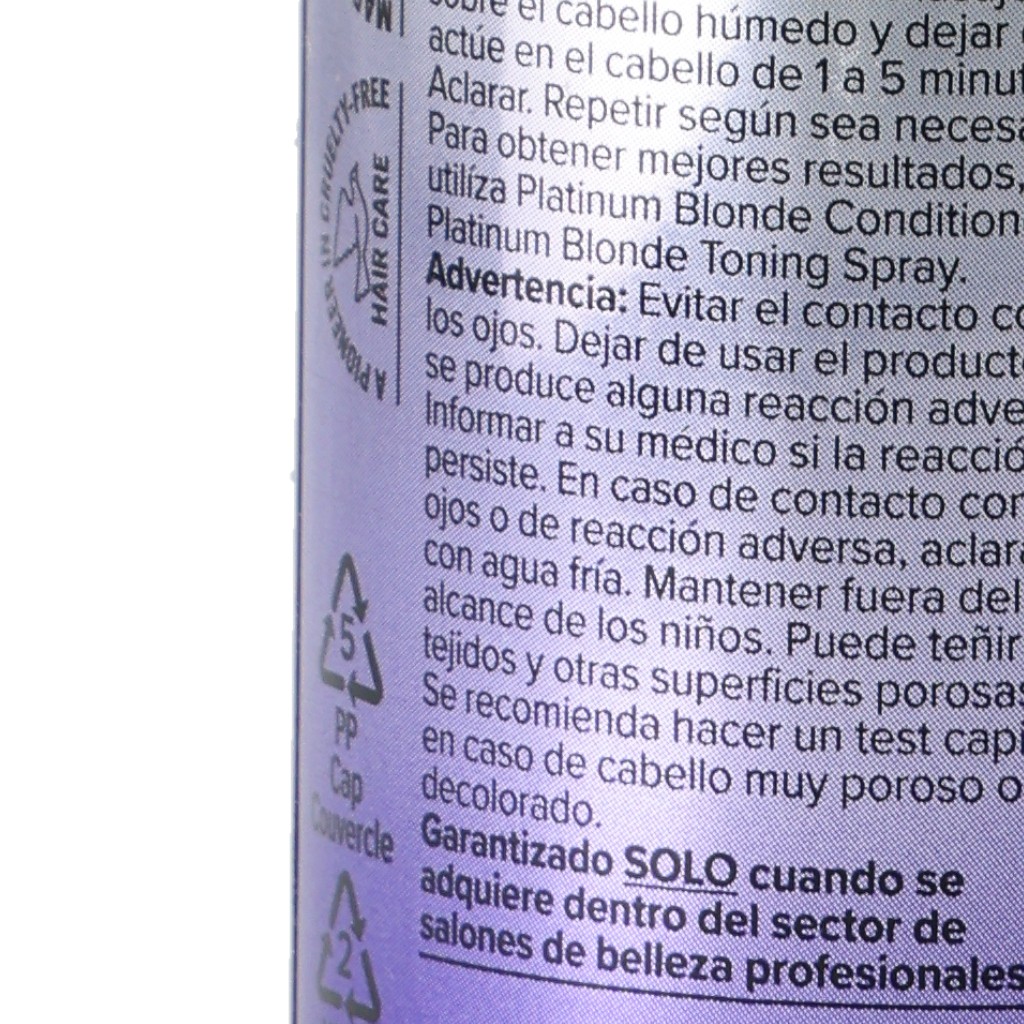 el cabello húmedo y dejar
actúe en el cabello de 1 a 5
Aclarar. Repetir según sea
Para obtener mejores resultados,
utilíza Platinum Blonde
Platinum Blonde Toning Spray.
Advertencia: Evitar el contacto
los ojos. Dejar de usar el
se produce alguna reacción
Informar a su médico si la
persiste. En caso de contacto
ojos o de reacción adversa,
con agua fría. Mantener fuera del
alcance de los niños. Puede teñir
tejidos y otras superficies
Se recomienda hacer un test
en caso de cabello muy poroso o
decolorado.
Garantizado SOLO cuando se
adquiere dentro del sector de
salones de belleza profesionales
A PIONEER IN CRUELTY-FREE
HAIR CARE
5
PP
Cap
Couvercle
2